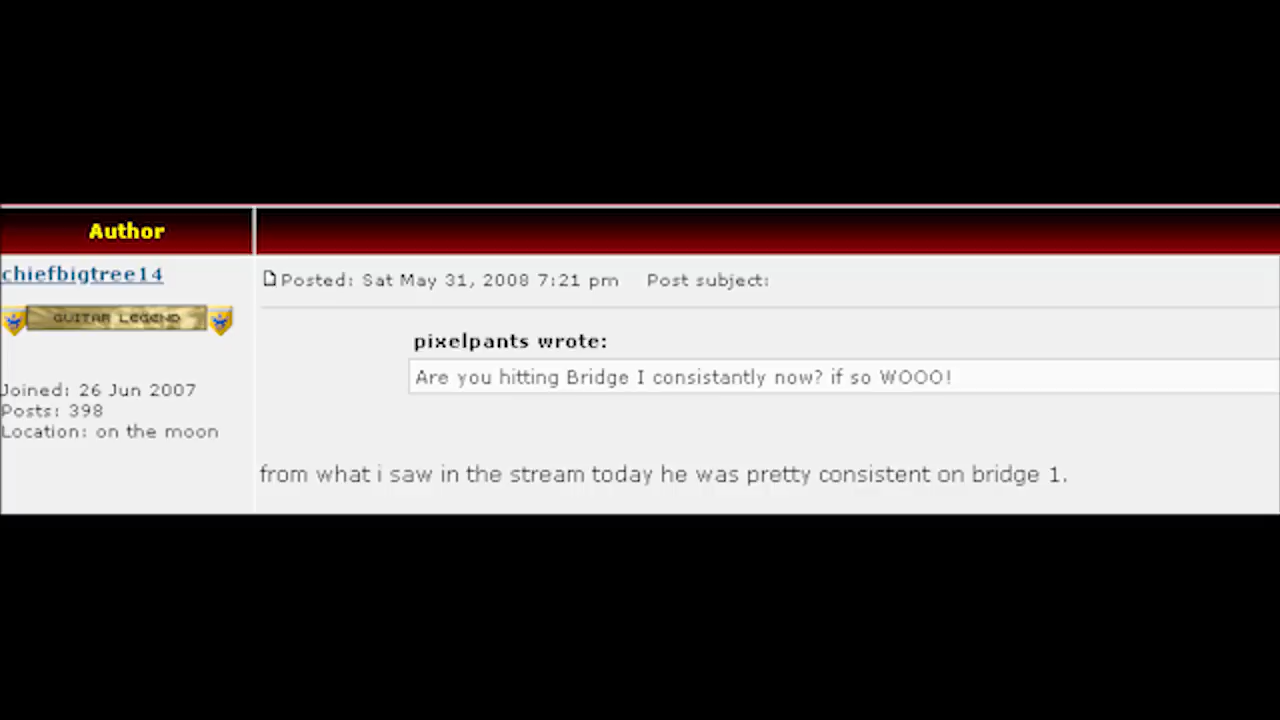 Author
chiefbigtree14
GUITAR LEGEND
Joined: 26 Jun 2007
Posts: 398
Location: on the moon
Posted: Sat May 31, 2008 7:21 pm Post subject:
pixelpants wrote:
Are you hitting Bridge I consistantly now? if so WOOO!
from what i saw in the stream today he was pretty consistent on bridge 1.